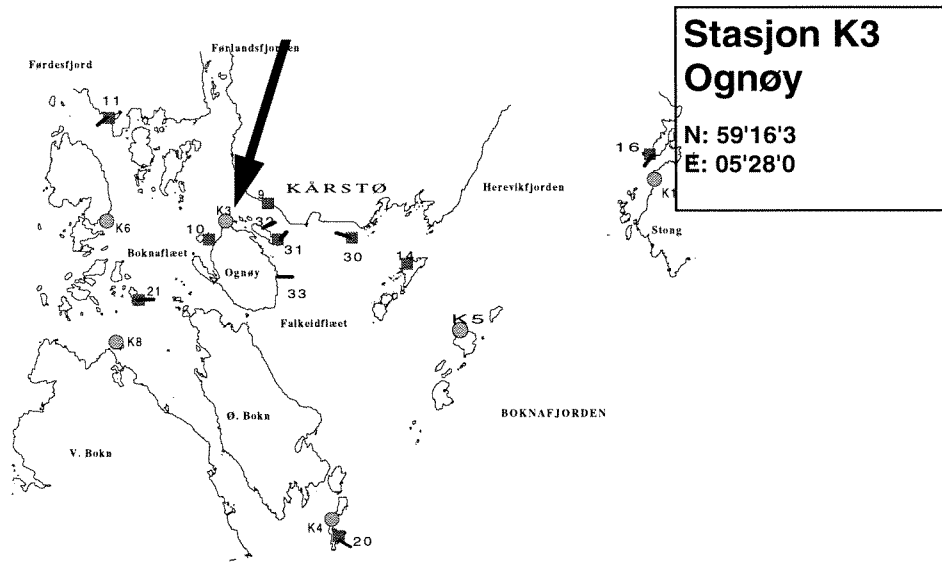 Stasjon K3
Ognøy
N: 59'16'3
E: 05'28'0
Førlandsfjorden
Førdesfjord
11
16
9
KÅRSTØ
Herevikfjorden
K1
K3
32
K6
10
31
30
Stong
Boknaflæet
14
Ognøy
21
33
Falkeidflæet
K5
K8
Ø. Bokn
BOKNAFJORDEN
V. Bokn
K4
20